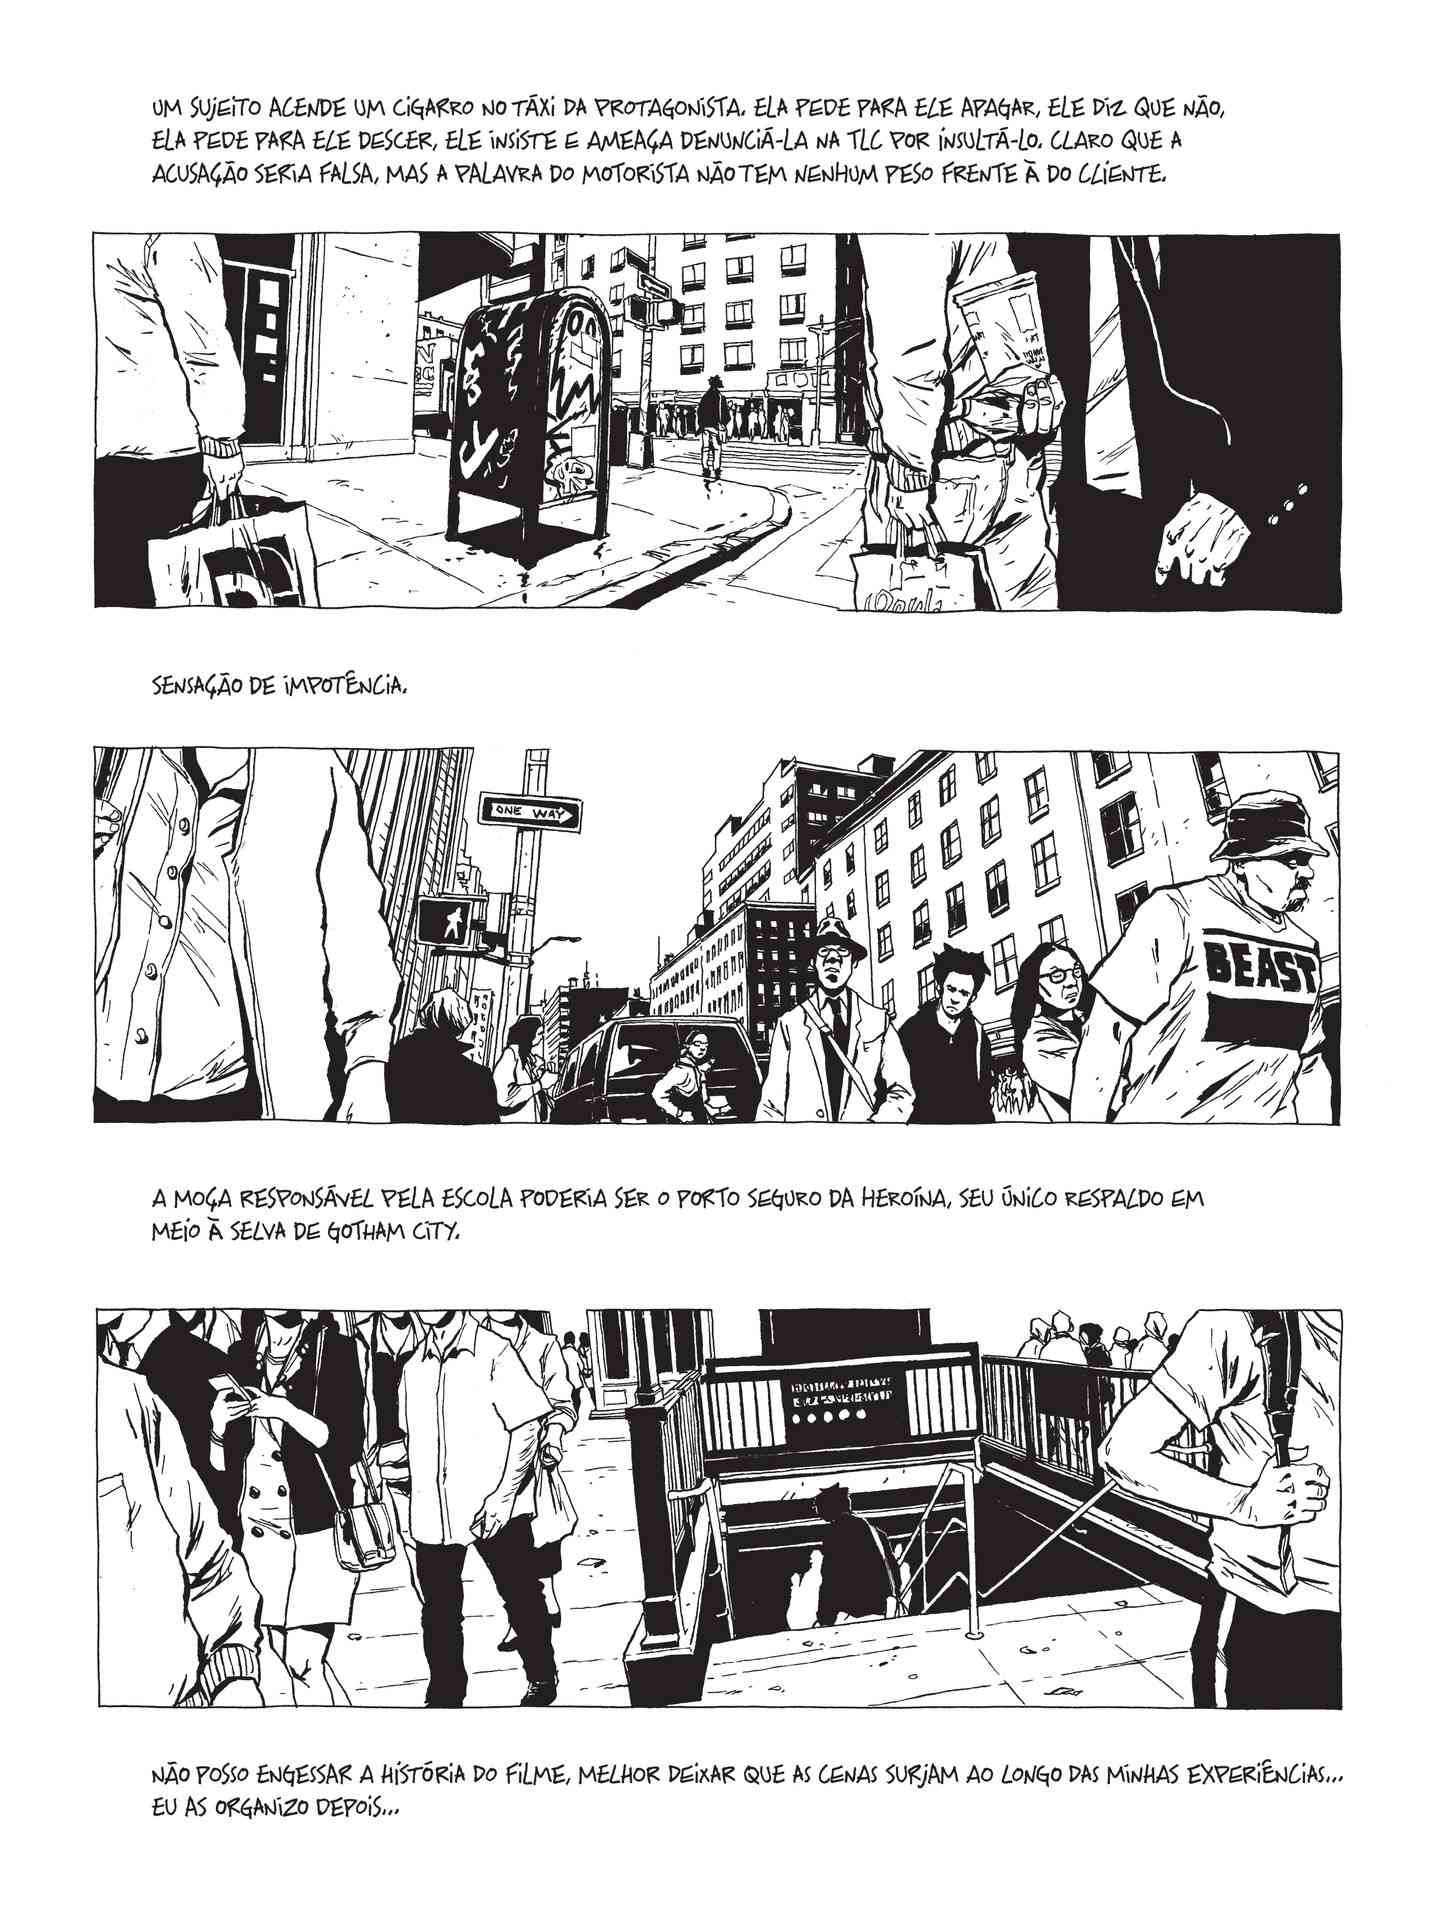 UM SUJEITO ACENDE UM CIGARRO NO TÁXI DA PROTAGONISTA. ELA PEDE PARA ELE APAGAR, ELE DIZ QUE NÃO,
ELA PEDE PARA ELE DESCER, ELE INSISTE E AMEAÇA DENUNCIÁ-LA NA TLC POR INSULTÁ-LO. CLARO QUE A
ACUSAÇÃO SERIA FALSA, MAS A PALAVRA DO MOTORISTA NÃO TEM NENHUM PESO FRENTE À DO CLIENTE.
SENSAÇÃO DE IMPOTÊNCIA.
ONE WAY
BEAST
A MOÇA RESPONSÁVEL PELA ESCOLA PODERIA SER O PORTO SEGURO DA HEROÍNA, SEU ÚNICO RESPALDO EM
MEIO À SELVA DE GOTHAM CITY.
NÃO POSSO ENGESSAR A HISTÓRIA DO FILME, MELHOR DEIXAR QUE AS CENAS SURJAM AO LONGO DAS MINHAS EXPERIÊNCIAS...
EU AS ORGANIZO DEPOIS...